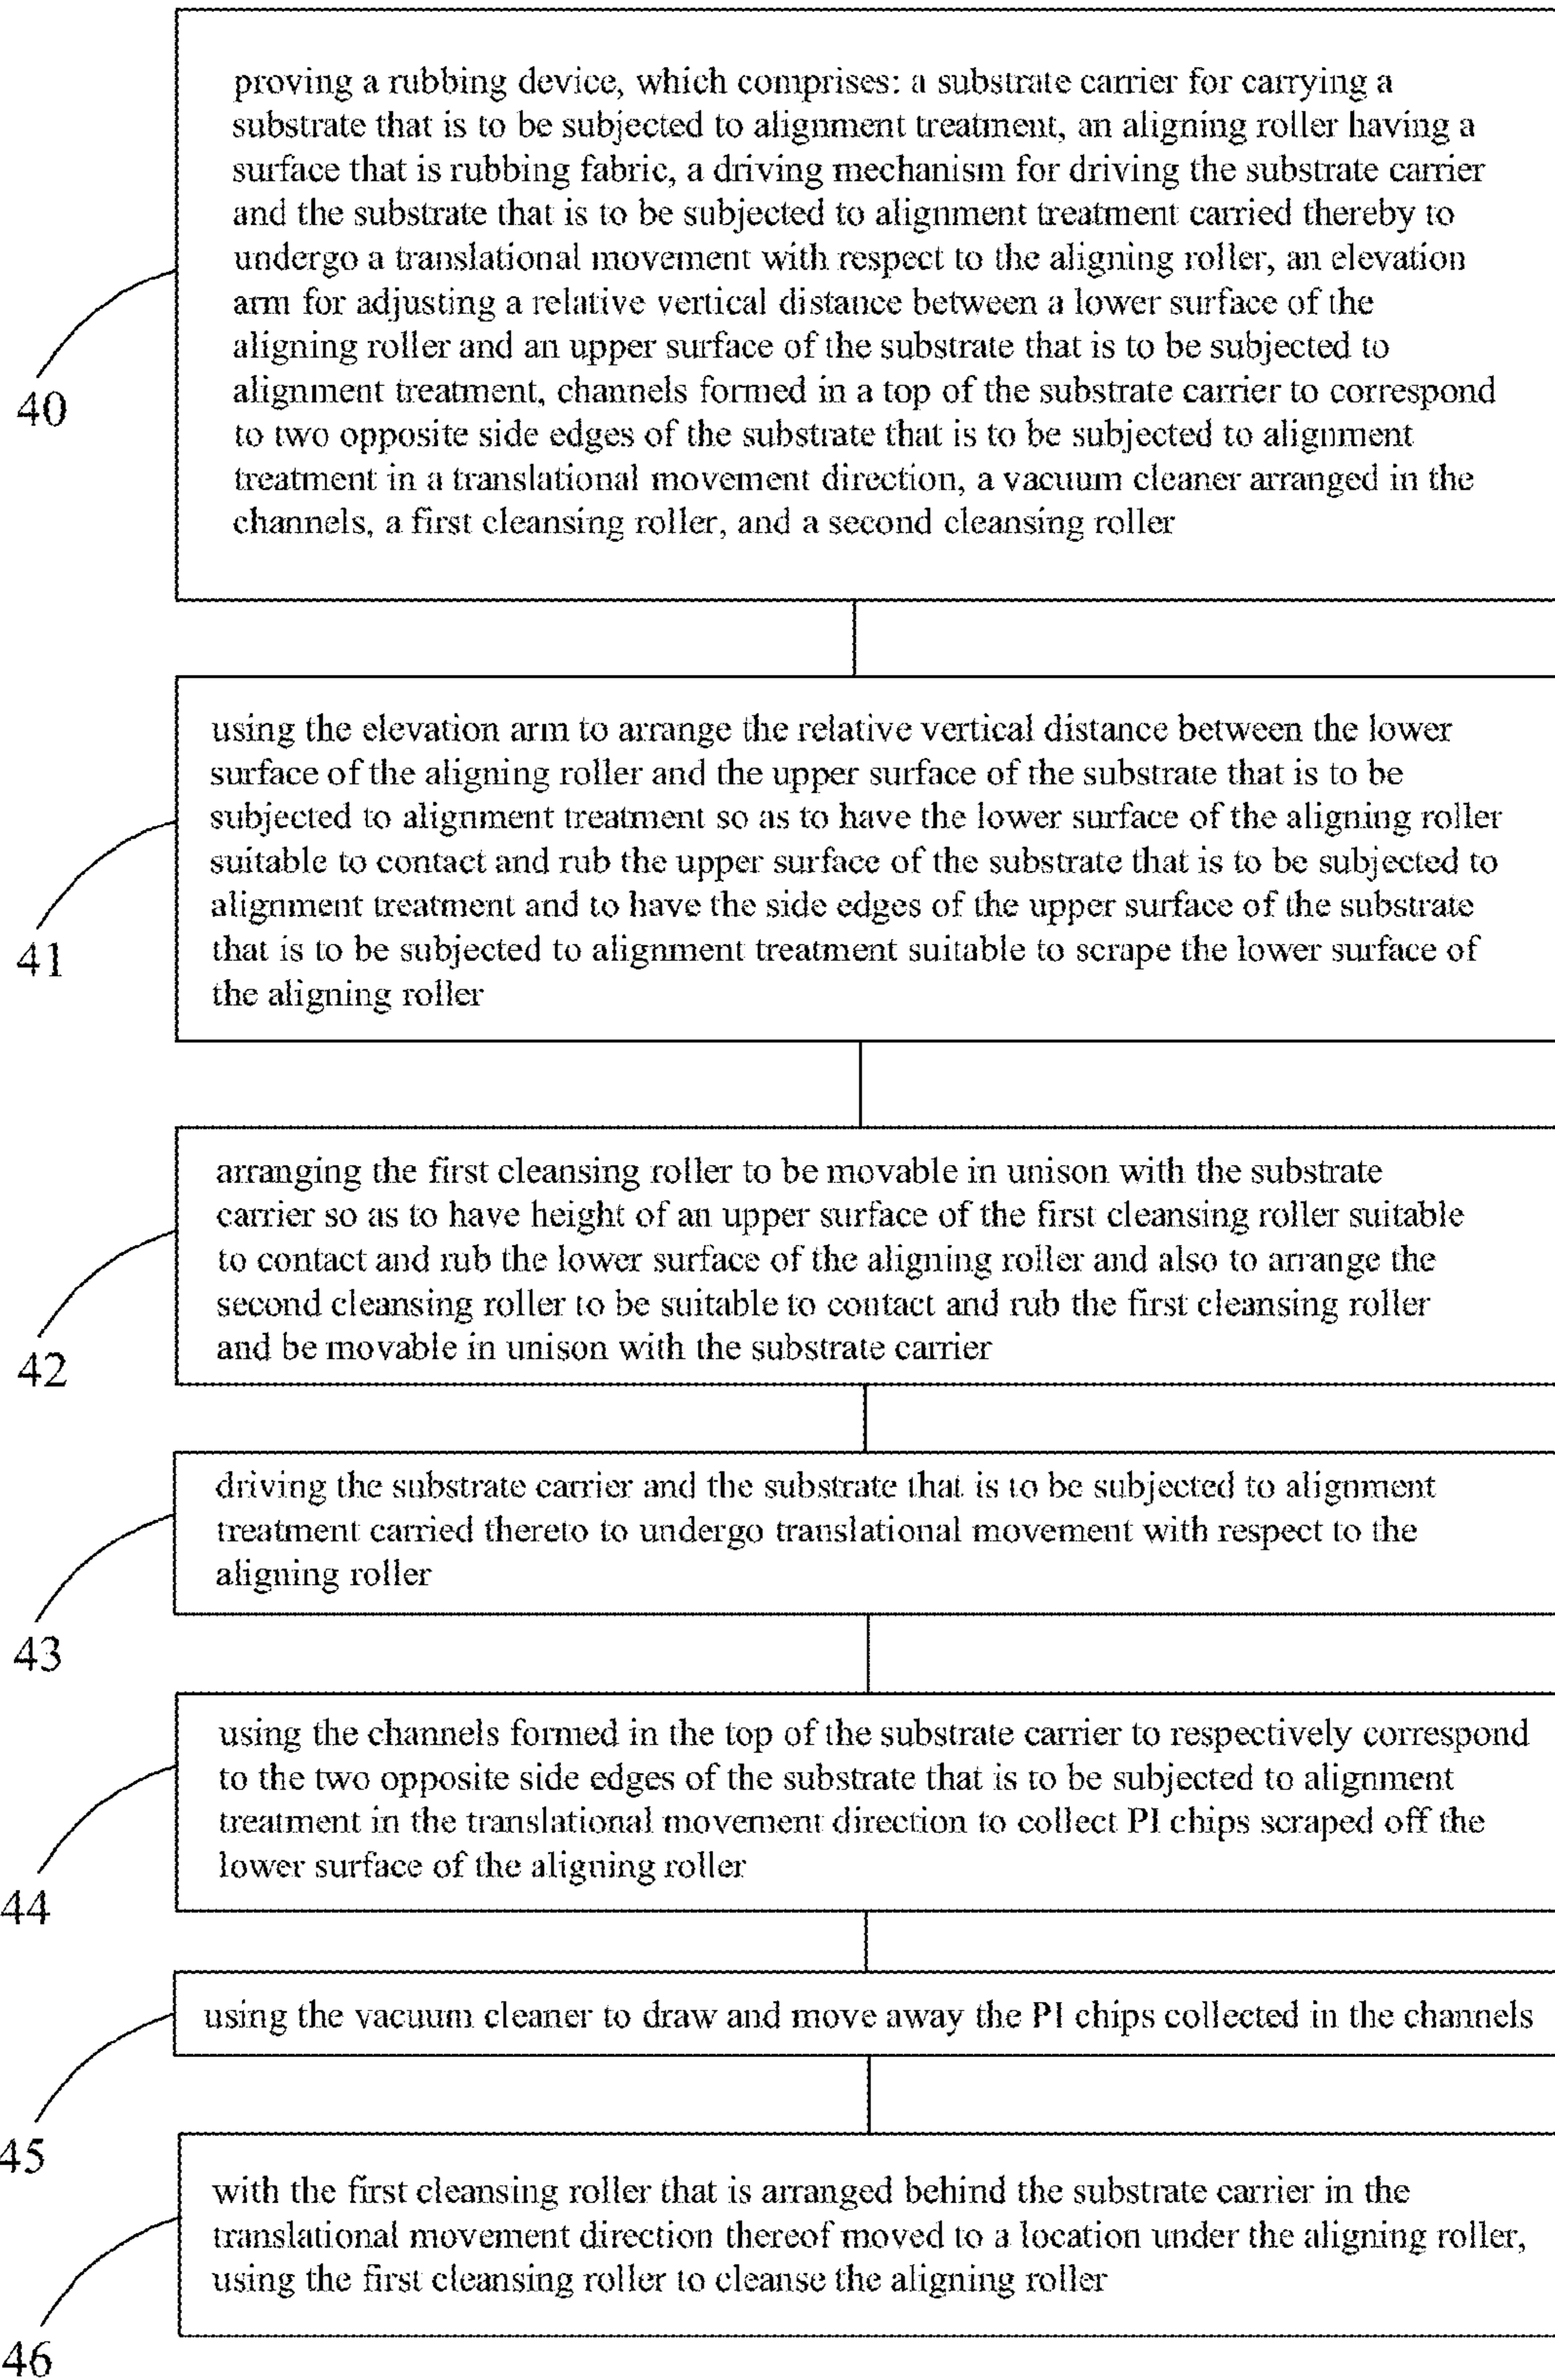 proving a rubbing device, which comprises: a substrate carrier for carrying a
substrate that is to be subjected to alignment treatment, an aligning roller having a
surface that is rubbing fabric, a driving mechanism for driving the substrate carrier
and the substrate that is to be subjected to alignment treatment carried thereby to
undergo a translational movement with respect to the aligning roller, an elevation
arm for adjusting a relative vertical distance between a lower surface of the
aligning roller and an upper surface of the substrate that is to be subjected to
alignment treatment, channels formed in a top of the substrate carrier to correspond
to two opposite side edges of the substrate that is to be subjected to alignment
treatment in a translational movement direction, a vacuum cleaner arranged in the
channels, a first cleansing roller, and a second cleansing roller
40
using the elevation arm to arrange the relative vertical distance between the lower
surface of the aligning roller and the upper surface of the substrate that is to be
subjected to alignment treatment so as to have the lower surface of the aligning roller
suitable to contact and rub the upper surface of the substrate that is to be subjected to
alignment treatment and to have the side edges of the upper surface of the substrate
that is to be subjected to alignment treatment suitable to scrape the lower surface of
the aligning roller
41
arranging the first cleansing roller to be movable in unison with the substrate
carrier so as to have height of an upper surface of the first cleansing roller suitable
to contact and rub the lower surface of the aligning roller and also to arrange the
second cleansing roller to be suitable to contact and rub the first cleansing roller
and be movable in unison with the substrate carrier
42
driving the substrate carrier and the substrate that is to be subjected to alignment
treatment carried thereto to undergo translational movement with respect to the
aligning roller
43
using the channels formed in the top of the substrate carrier to respectively correspond
to the two opposite side edges of the substrate that is to be subjected to alignment
treatment in the translational movement direction to collect PI chips scraped off the
lower surface of the aligning roller
44
using the vacuum cleaner to draw and move away the PI chips collected in the channels
45
with the first cleansing roller that is arranged behind the substrate carrier in the
translational movement direction thereof moved to a location under the aligning roller,
using the first cleansing roller to cleanse the aligning roller
46